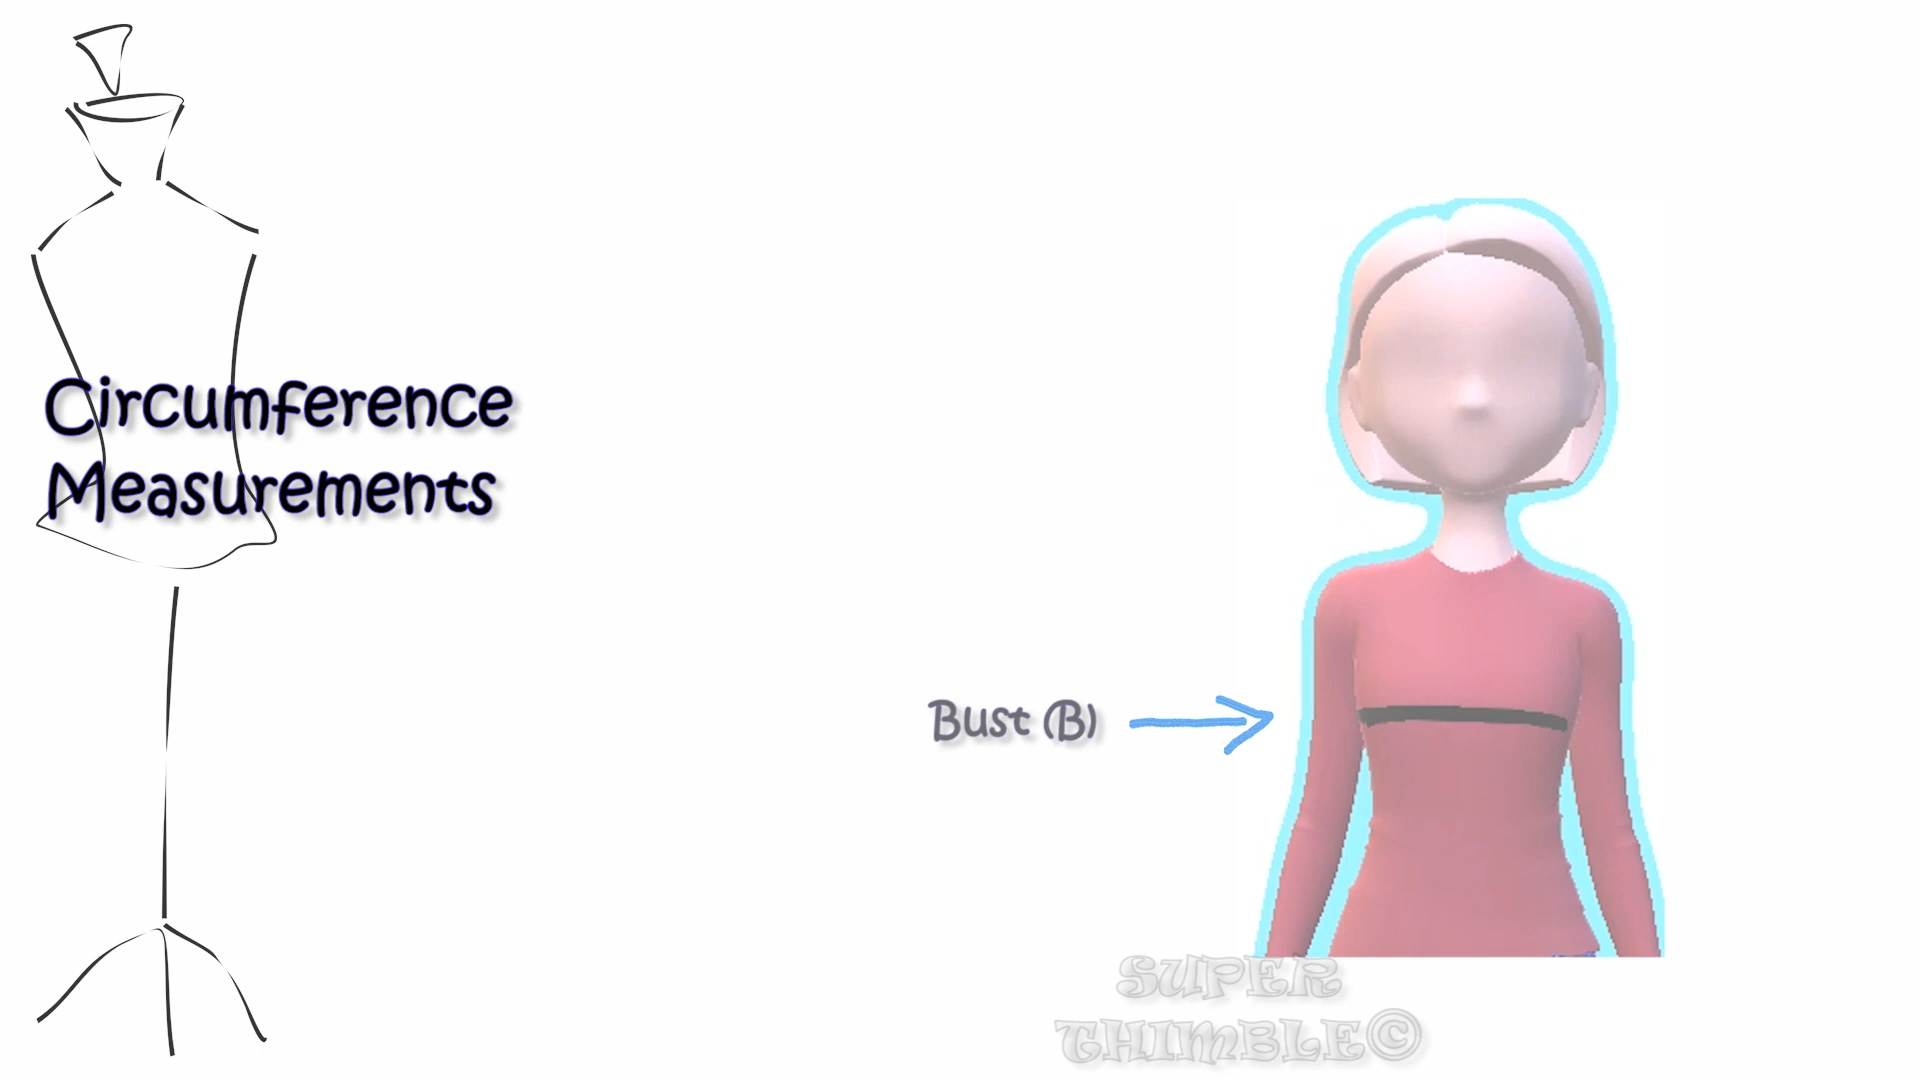 Circumference
Measurements
Bust (B)
SUPER
THIMBLE©